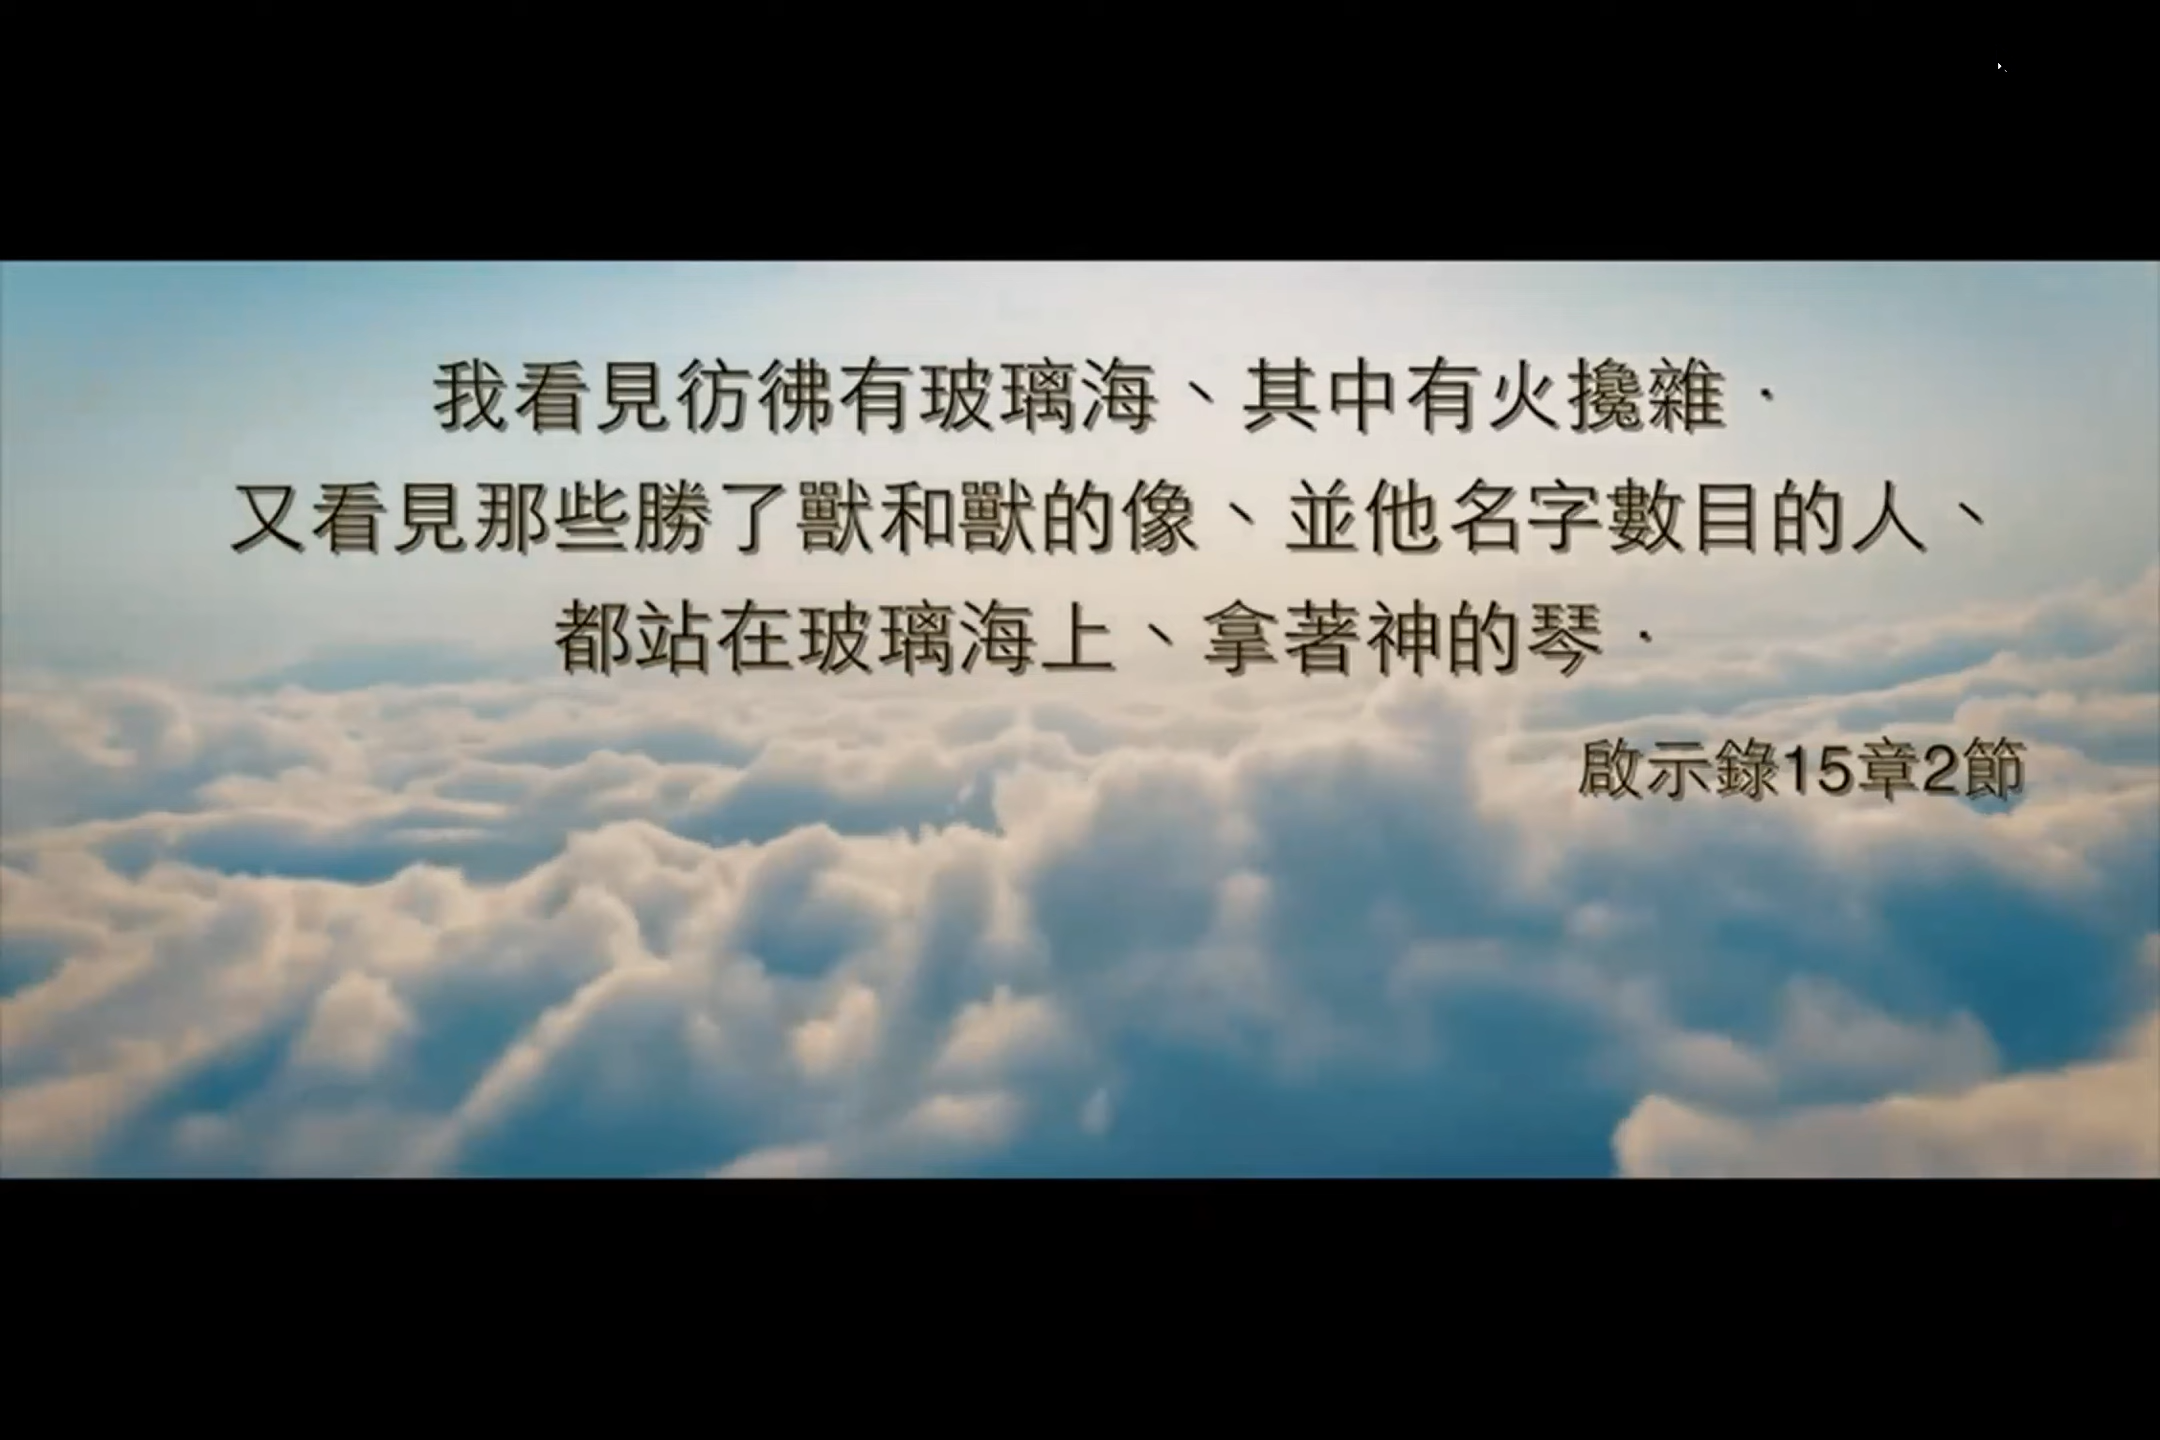 我看見彷彿有玻璃海、其中有火攙雜．
又看見那些勝了獸和獸的像、並他名字數目的人、
都站在玻璃海上、拿著神的琴．
啟示錄15章2節